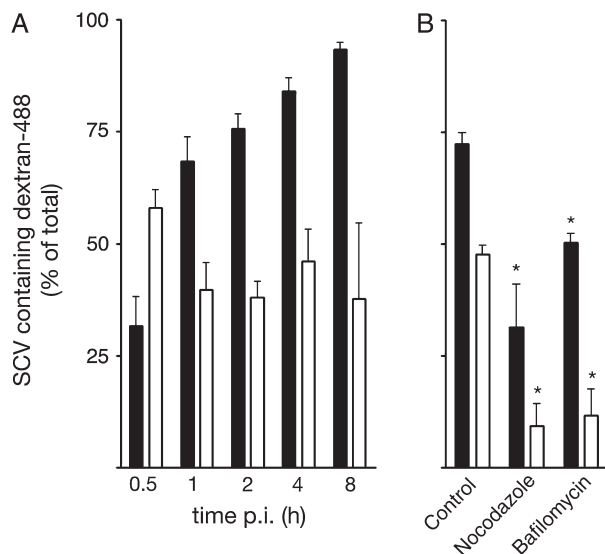 A
B
SCV containing dextran-488
(% of total)
100
75
50
25
* * * *
0.5 1 2 4 8
time p.i. (h)
Control
Nocodazole
Bafilomycin